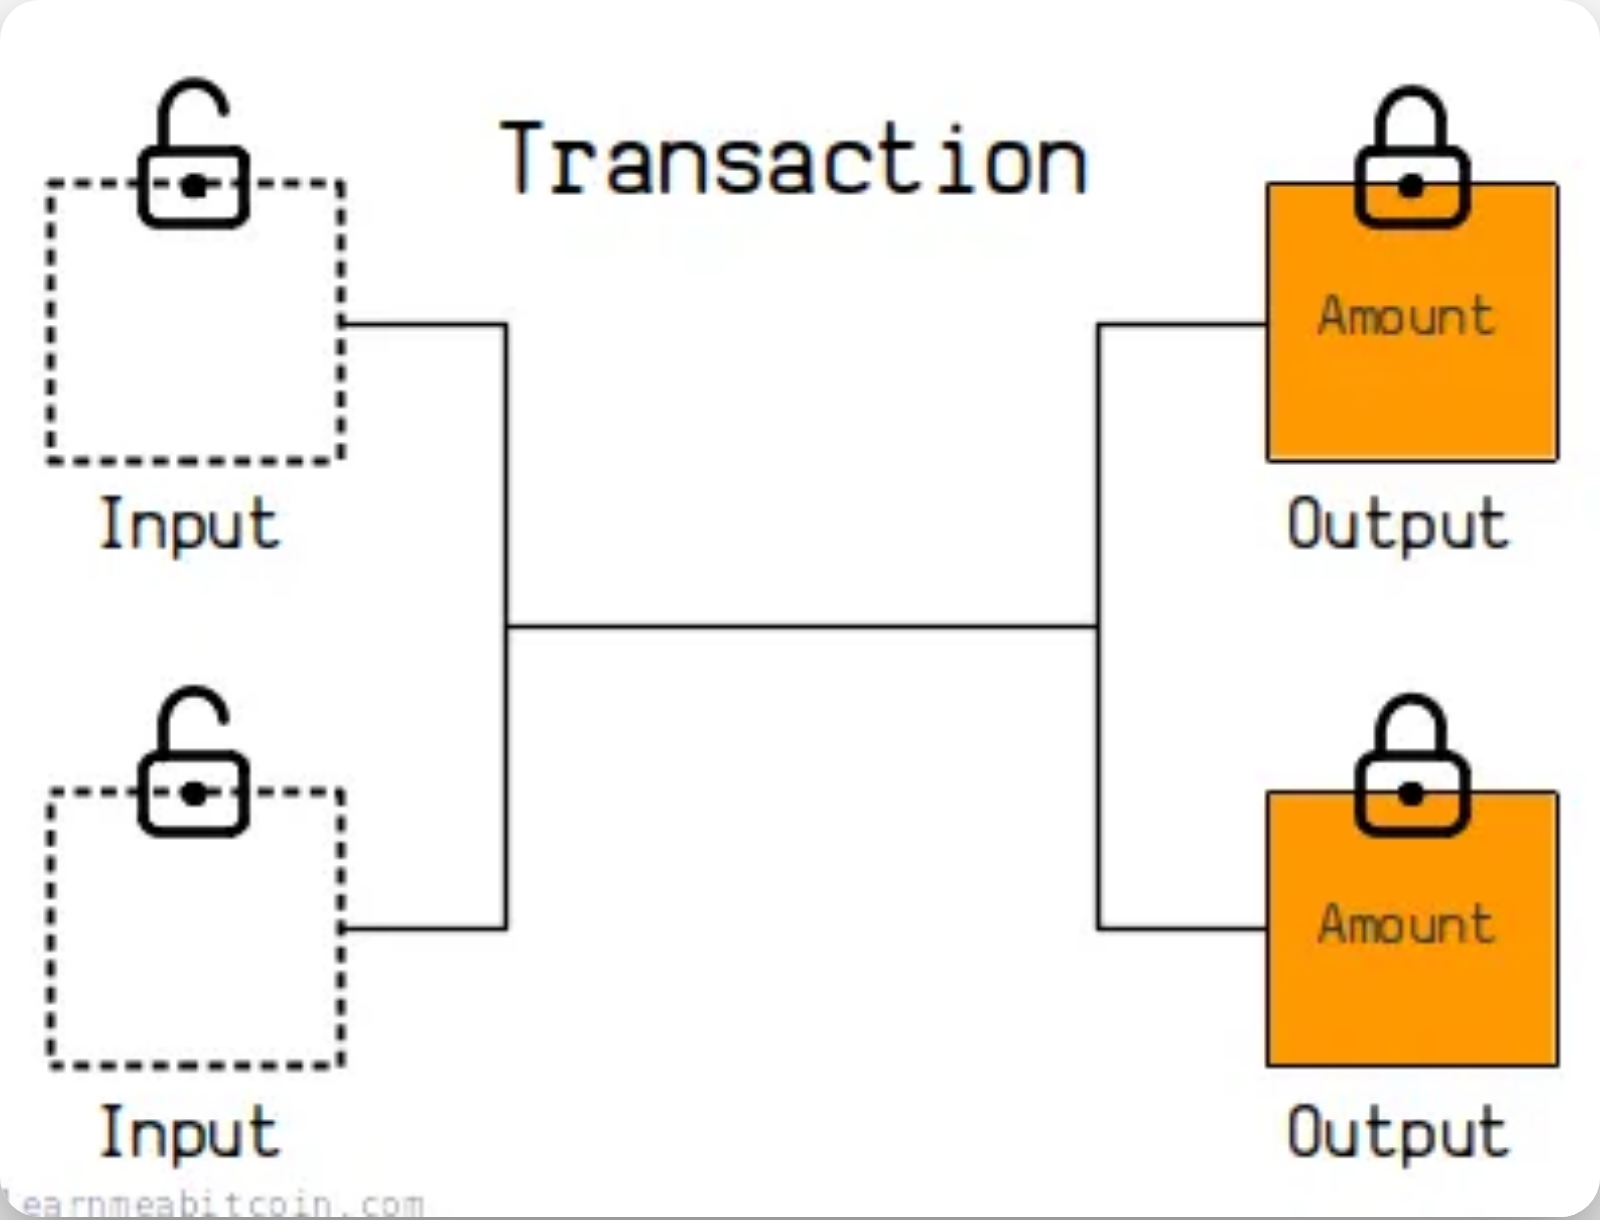 Transaction
Amount
Input
Output
Amount
Input
Output
learnmeabitcoin.com